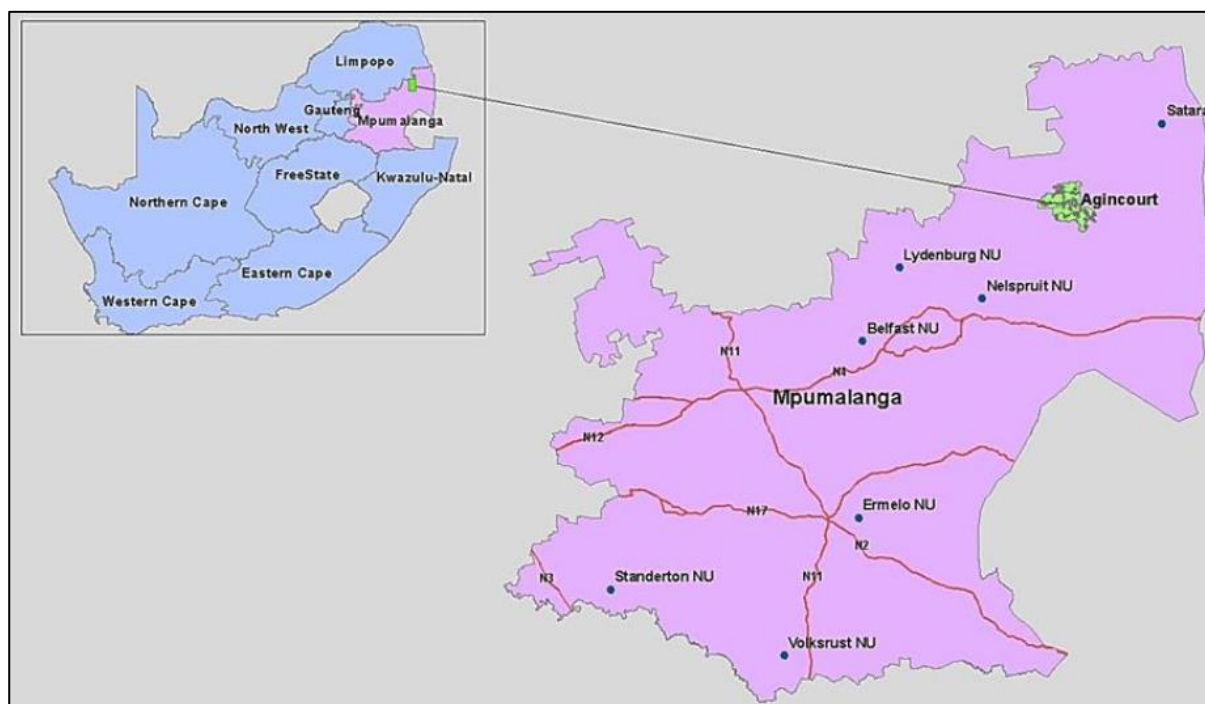 Limpopo
Gauteng
Mpumalanga
North West
FreeState
Kwazulu-Natal
Northern Cape
Eastern Cape
Western Cape
Satara
Agincourt
Lydenburg NU
Nelspruit NU
Belfast NU
N11
N4
Mpumalanga
N12
Ermelo NU
N17
N2
N3
Standerton NU
N11
Volksrust NU